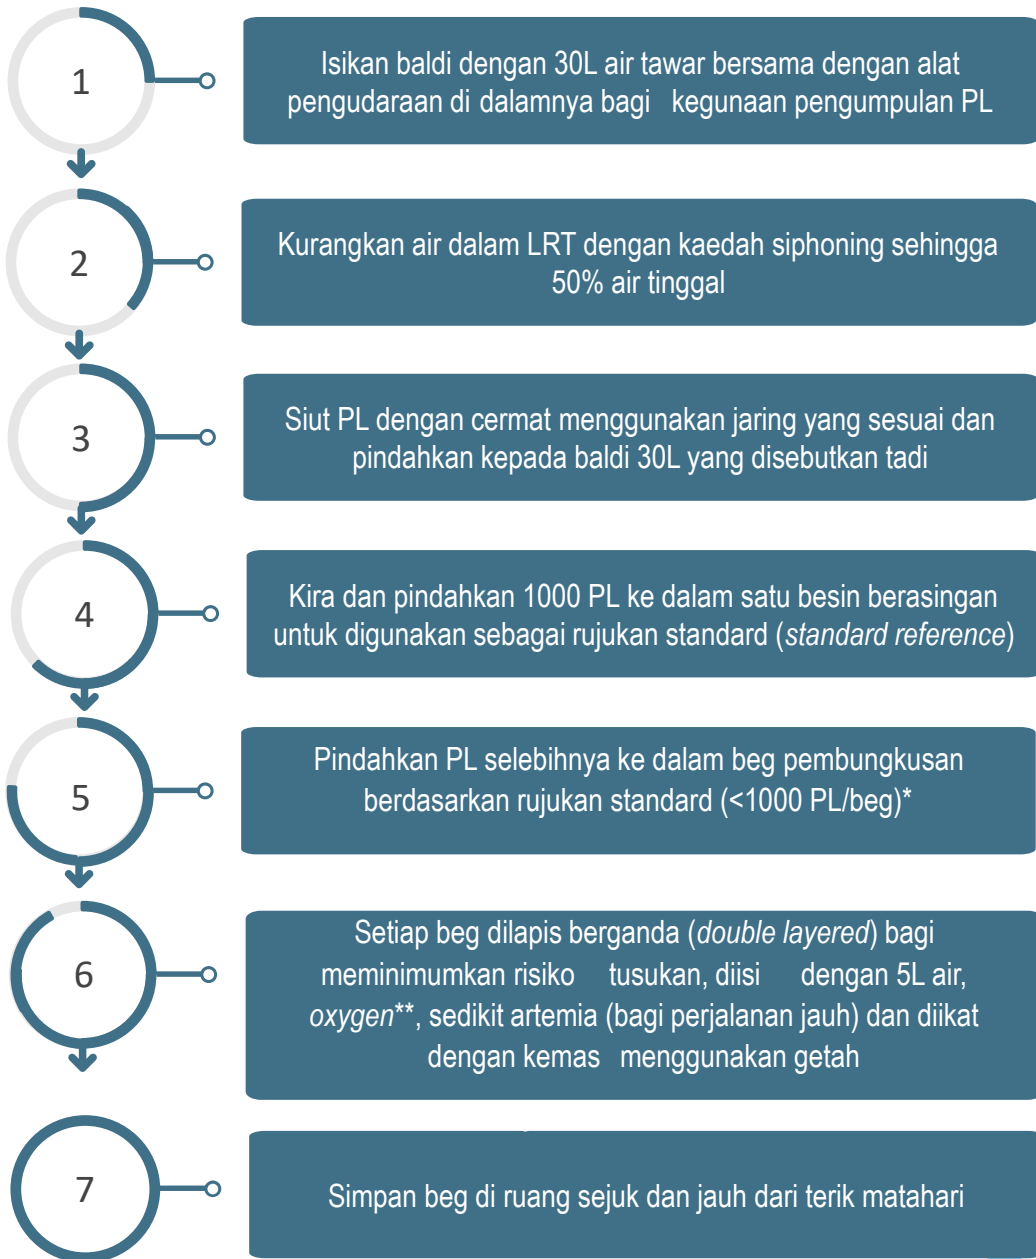 1
Isikan baldi dengan 30L air tawar bersama dengan alat
pengudaraan di dalamnya bagi kegunaan pengumpulan PL
2
Kurangkan air dalam LRT dengan kaedah siphoning sehingga
50% air tinggal
3
Siut PL dengan cermat menggunakan jaring yang sesuai dan
pindahkan kepada baldi 30L yang disebutkan tadi
4
Kira dan pindahkan 1000 PL ke dalam satu besin berasingan
untuk digunakan sebagai rujukan standard (standard reference)
5
Pindahkan PL selebihnya ke dalam beg pembungkusan
berdasarkan rujukan standard (<1000 PL/beg)*
6
Setiap beg dilapis berganda (double layered) bagi
meminimumkan risiko tusukan, diisi dengan 5L air,
oxygen**, sedikit artemia (bagi perjalanan jauh) dan diikat
dengan kemas menggunakan getah
7
Simpan beg di ruang sejuk dan jauh dari terik matahari